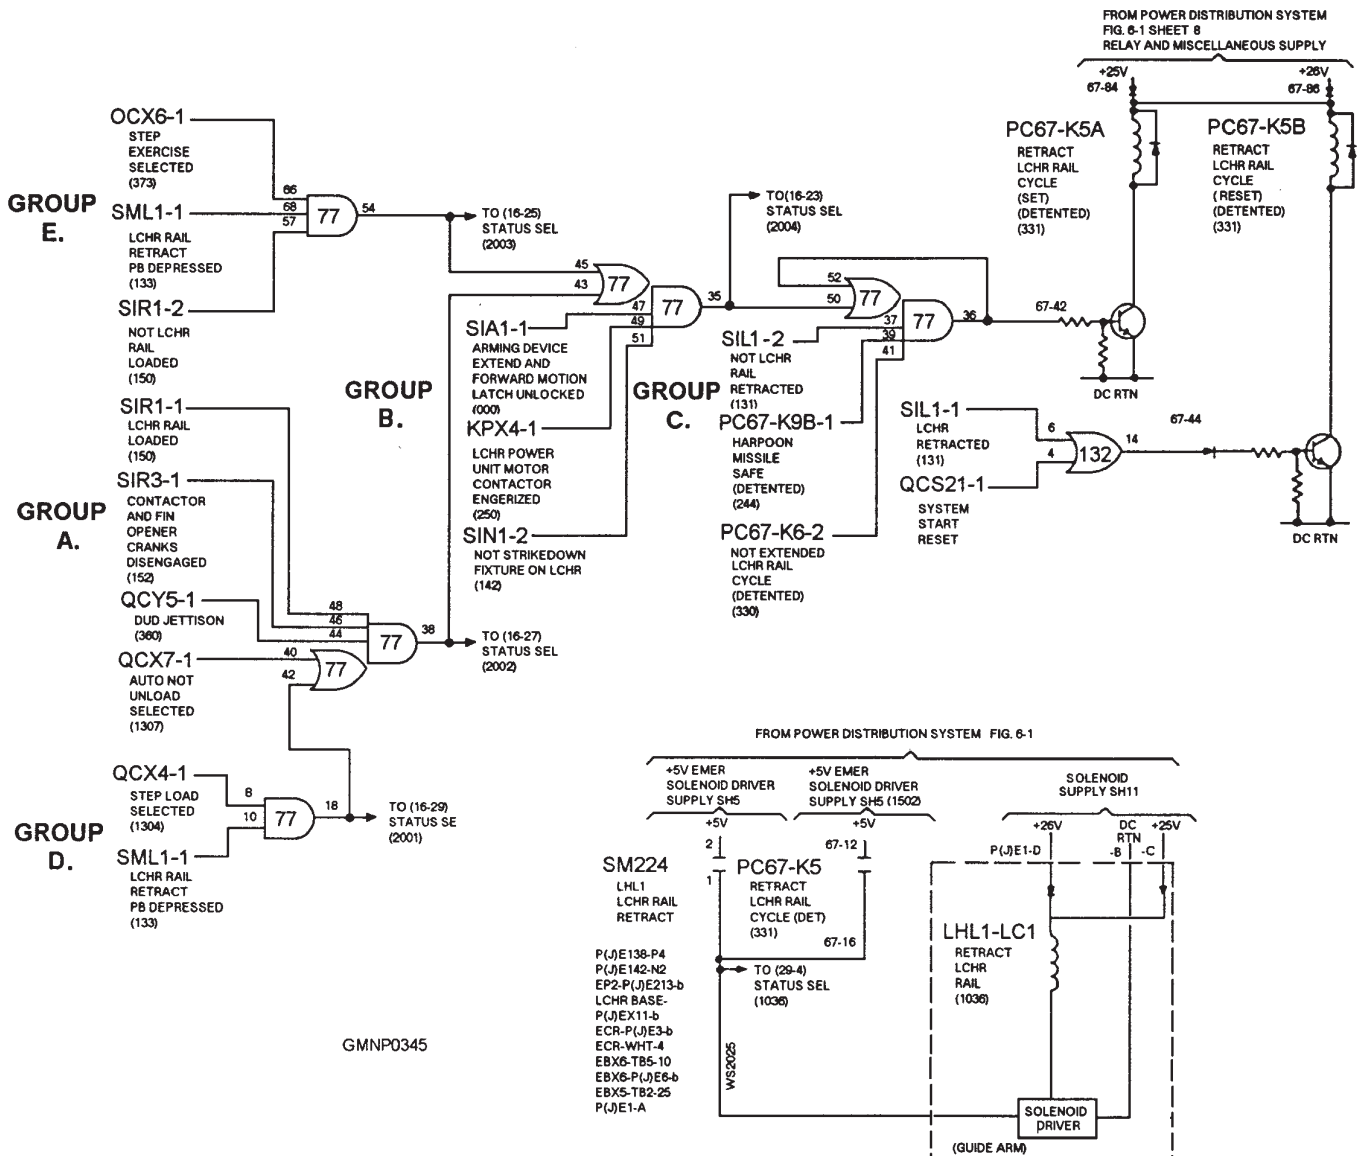 FROM POWER DISTRIBUTION SYSTEM
FIG. 6-1 SHEET 8
RELAY AND MISCELLANEOUS SUPPLY
+25V
67-84
+26V
67-86
PC67-K5A
RETRACT
LCHR RAIL
CYCLE
(SET)
(DETENTED)
(331)
PC67-K5B
RETRACT
LCHR RAIL
CYCLE
(RESET)
(DETENTED)
(331)
GROUP
E.
OCX6-1
STEP
EXERCISE
SELECTED
(373)
SML1-1
LCHR RAIL
RETRACT
PB DEPRESSED
(133)
SIR1-2
NOT LCHR
RAIL
LOADED
(150)
66
68
57
77
54
TO (16-25)
STATUS SEL
(2003)
TO(16-23)
STATUS SEL
(2004)
45
43
77
47
49
51
77
35
52
50
77
37
39
41
77
36
67-42
DC RTN
GROUP
B.
SIA1-1
ARMING DEVICE
EXTEND AND
FORWARD MOTION
LATCH UNLOCKED
(000)
KPX4-1
LCHR POWER
UNIT MOTOR
CONTACTOR
ENGERIZED
(250)
SIN1-2
NOT STRIKEDOWN
FIXTURE ON LCHR
(142)
GROUP
C.
SIL1-2
NOT LCHR
RAIL
RETRACTED
(131)
PC67-K9B-1
HARPOON
MISSILE
SAFE
(DETENTED)
(244)
PC67-K6-2
NOT EXTENDED
LCHR RAIL
CYCLE
(DETENTED)
(330)
SIL1-1
LCHR
RETRACTED
(131)
QCS21-1
SYSTEM
START
RESET
6
4
132
14
67-44
DC RTN
GROUP
A.
SIR1-1
LCHR RAIL
LOADED
(150)
SIR3-1
CONTACTOR
AND FIN
OPENER
CRANKS
DISENGAGED
(152)
QCY5-1
DUD JETTISON
(360)
QCX7-1
AUTO NOT
UNLOAD
SELECTED
(1307)
48
46
44
77
38
40
42
77
TO (16-27)
STATUS SEL
(2002)
GROUP
D.
QCX4-1
STEP LOAD
SELECTED
(1304)
SML1-1
LCHR RAIL
RETRACT
PB DEPRESSED
(133)
8
10
77
18
TO (16-29)
STATUS SE
(2001)
FROM POWER DISTRIBUTION SYSTEM FIG. 6-1
+5V EMER
SOLENOID DRIVER
SUPPLY SH5
+5V
+5V EMER
SOLENOID DRIVER
SUPPLY SH5 (1502)
+5V
SOLENOID
SUPPLY SH11
+26V
DC
RTN
+25V
P(J)E1-D
-B
-C
2
1
67-12
67-16
SM224
LHL1
LCHR RAIL
RETRACT
PC67-K5
RETRACT
LCHR RAIL
CYCLE (DET)
(331)
LHL1-LC1
RETRACT
LCHR
RAIL
(1036)
P(J)E138-P4
P(J)E142-N2
EP2-P(J)E213-b
LCHR BASE-
P(J)EX11-b
ECR-P(J)E3-b
ECR-WHT-4
EBX6-TB5-10
EBX6-P(J)E6-b
EBX5-TB2-25
P(J)E1-A
TO (29-4)
STATUS SEL
(1036)
WS2025
SOLENOID
DRIVER
(GUIDE ARM)
GMNP0345